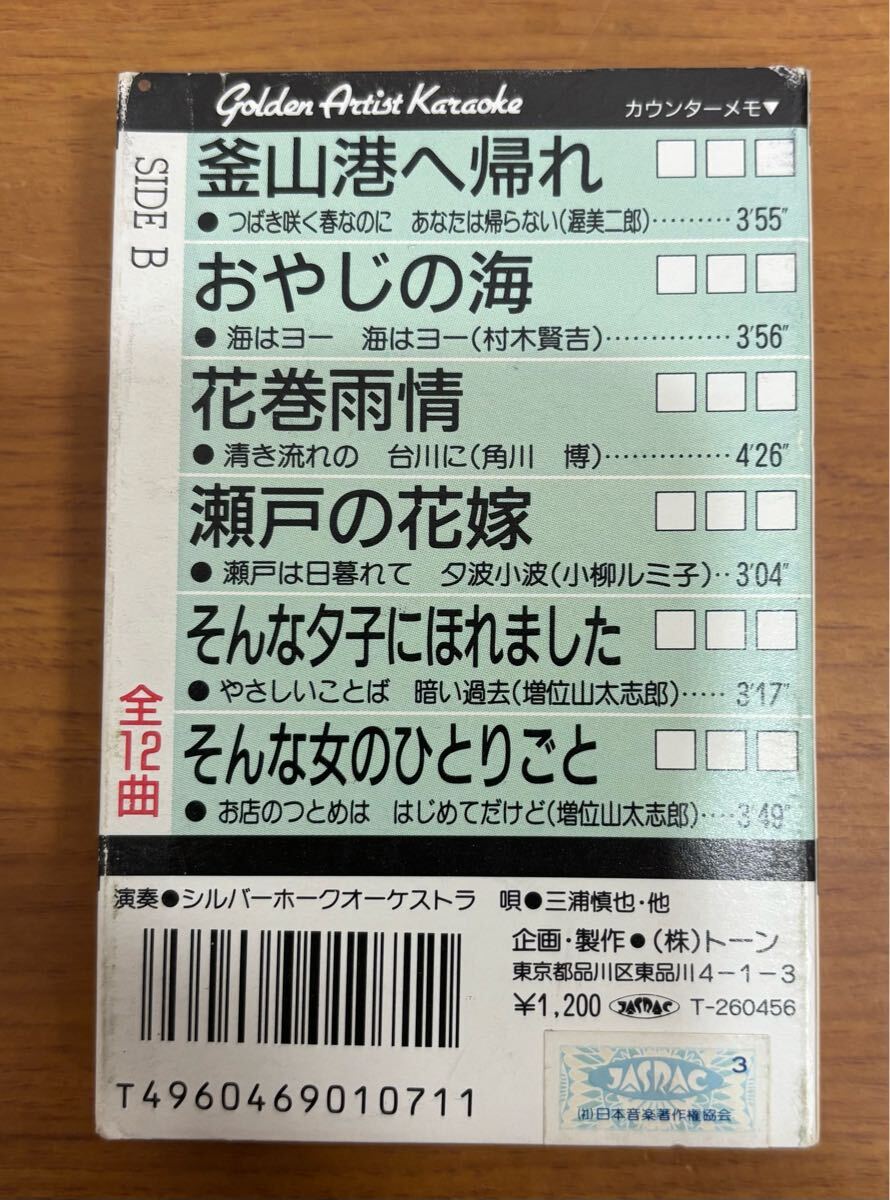 Golden Artist Karaoke
カウンターメモ▼
SIDE B
釜山港へ帰れ
●つばき咲く春なのに　あなたは帰らない(渥美二郎)………3′55″
おやじの海
●海はヨー　海はヨー(村木賢吉)……………3′56″
花巻雨情
●清き流れの　台川に(角川　博)……………4′26″
瀬戸の花嫁
●瀬戸は日暮れて　夕波小波(小柳ルミ子)‥3′04″
そんな夕子にほれました
●やさしいことば　暗い過去(増位山太志郎)……3′17″
そんな女のひとりごと
●お店のつとめは　はじめてだけど(増位山太志郎)‥‥3′49″
全12曲
演奏●シルバーホークオーケストラ　唄●三浦慎也・他
企画・製作●(株)トーン
東京都品川区東品川4－1－3
¥1,200 JASRAC T-260456
T4960469010711
3
JASRAC
(社)日本音楽著作権協会